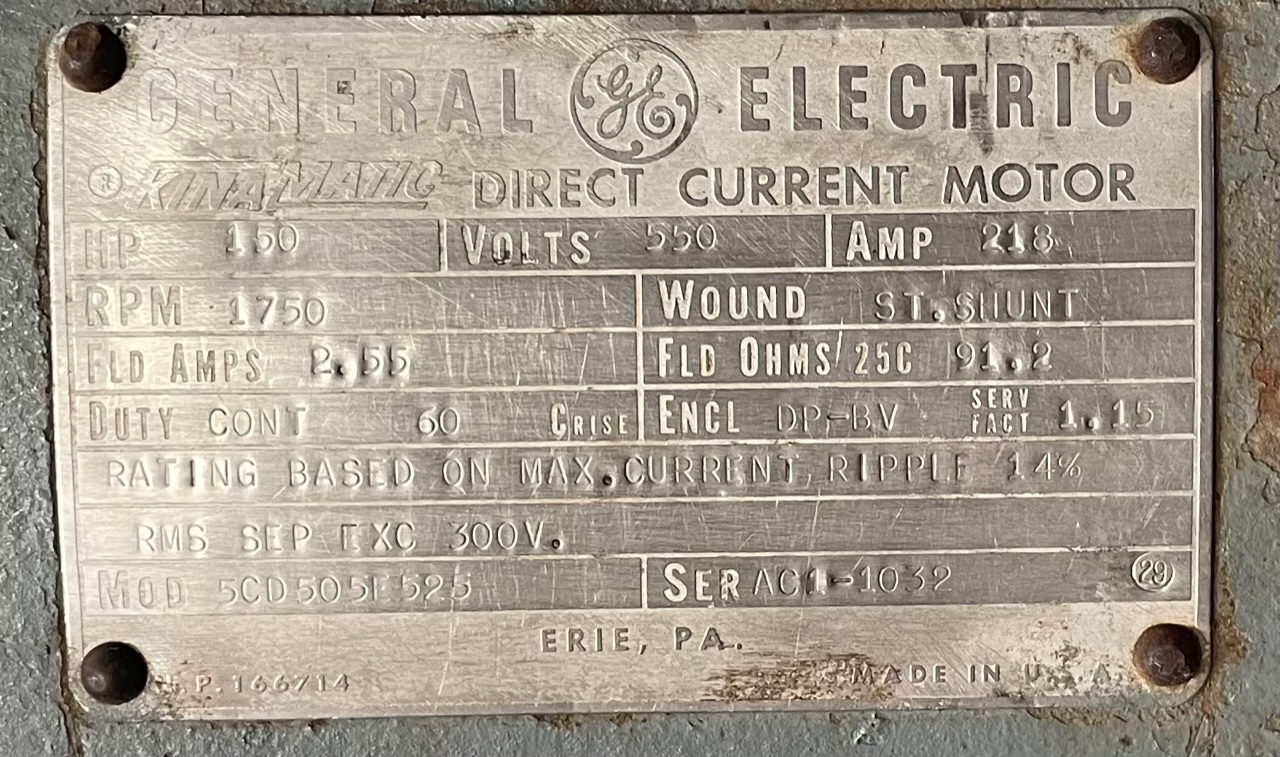 GENERAL GE ELECTRIC
® KINAMATIC DIRECT CURRENT MOTOR
HP 150 VOLTS 550 AMP 218
RPM 1750 WOUND ST.SHUNT
FLD AMPS 2.55 FLD OHMS/25C 91.2
DUTY CONT 60 CRISE ENCL DP-BV SERV FACT 1.15
RATING BASED ON MAX.CURRENT RIPPLE 14%
RMS SEP EXC 300V.
MOD 5CD505E525 SER AC1-1032 29
ERIE, PA.
P.166714 MADE IN U.S.A.